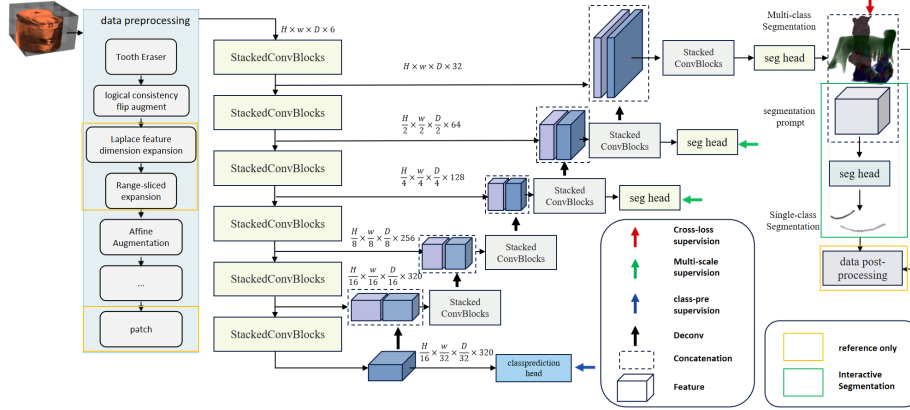 data preprocessing
Tooth Eraser
logical consistency
flip augment
Laplace feature
dimension expansion
Range-sliced
expansion
Affine
Augmentation
...
patch
H × w × D × 6
StackedConvBlocks
StackedConvBlocks
StackedConvBlocks
StackedConvBlocks
StackedConvBlocks
StackedConvBlocks
H × w × D × 32
H/2 × w/2 × D/2 × 64
H/4 × w/4 × D/4 × 128
H/8 × w/8 × D/8 × 256
H/16 × w/16 × D/16 × 320
H/16 × w/32 × D/32 × 320
Stacked
ConvBlocks
Stacked
ConvBlocks
Stacked
ConvBlocks
Stacked
ConvBlocks
Stacked
ConvBlocks
seg head
seg head
seg head
classprediction
head
Multi-class
Segmentation
segmentation
prompt
seg head
Single-class
Segmentation
data post-
processing
Cross-loss
supervision
Multi-scale
supervision
class-pre
supervision
Deconv
Concatenation
Feature
reference only
Interactive
Segmentation